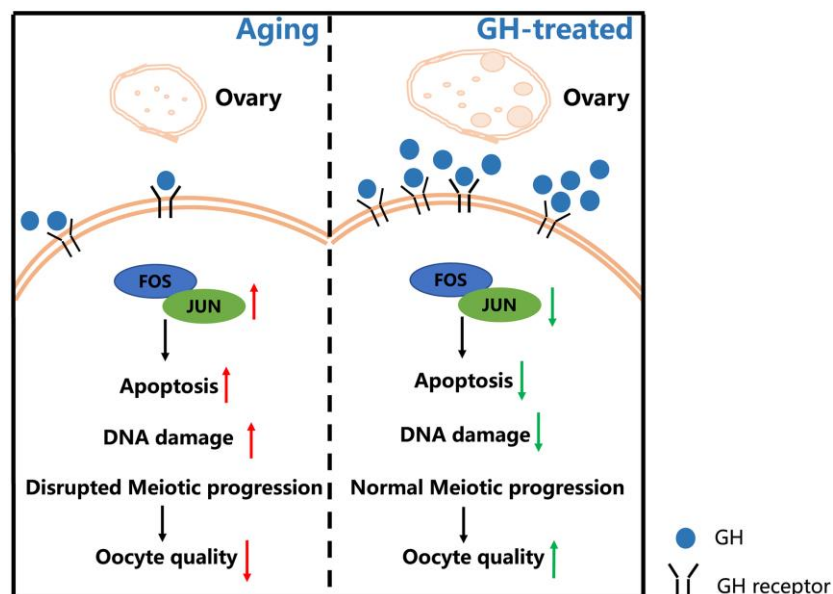 Aging
Ovary
FOS
JUN
Apoptosis
DNA damage
Disrupted Meiotic progression
Oocyte quality
GH-treated
Ovary
FOS
JUN
Apoptosis
DNA damage
Normal Meiotic progression
Oocyte quality
GH
GH receptor